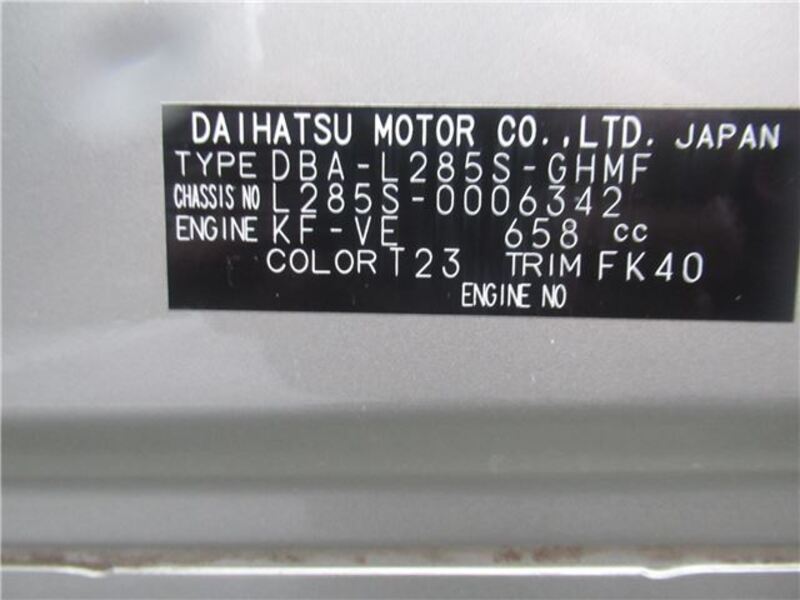 DAIHATSU MOTOR CO.,LTD. JAPAN
TYPE DBA-L285S-GHMF
CHASSIS NO L285S-0006342
ENGINE KF-VE 658 cc
COLOR T23 TRIM FK40
ENGINE NO